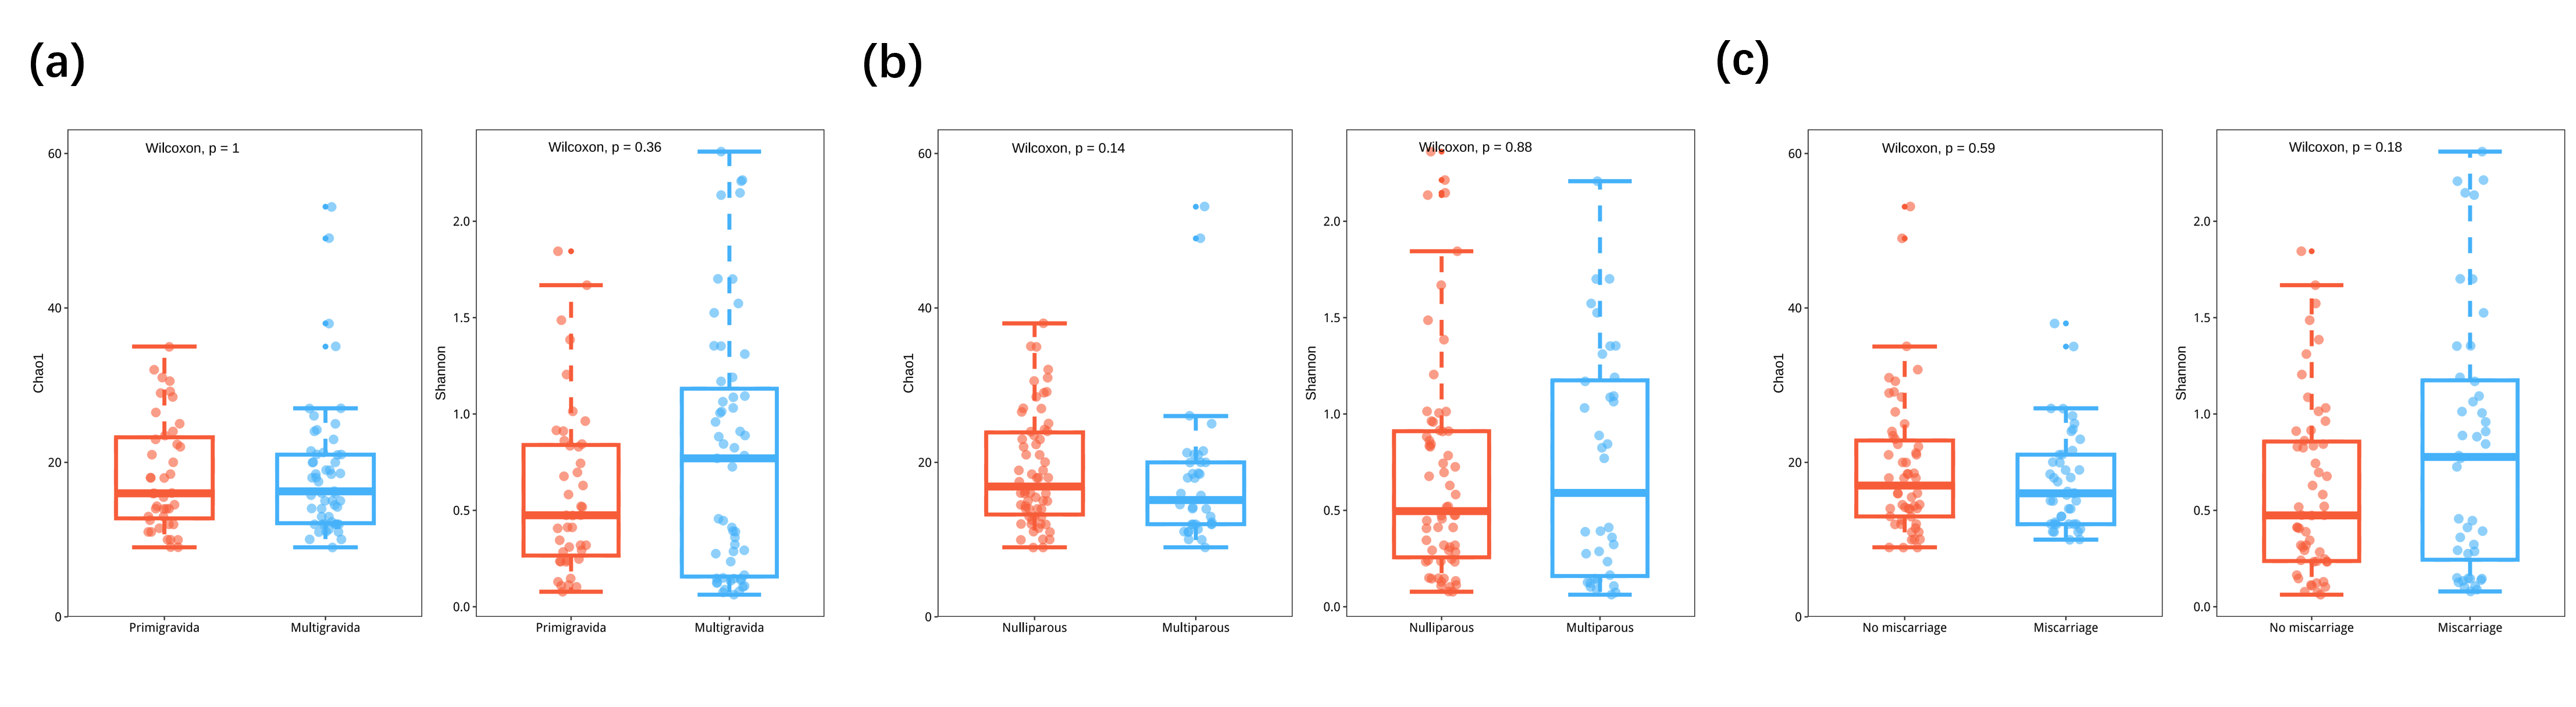 (a)
(b)
(c)
Wilcoxon, p = 1
Chao1
60
40
20
0
Primigravida
Multigravida
Wilcoxon, p = 0.36
Shannon
2.0
1.5
1.0
0.5
0.0
Primigravida
Multigravida
Wilcoxon, p = 0.14
Chao1
60
40
20
0
Nulliparous
Multiparous
Wilcoxon, p = 0.88
Shannon
2.0
1.5
1.0
0.5
0.0
Nulliparous
Multiparous
Wilcoxon, p = 0.59
Chao1
60
40
20
0
No miscarriage
Miscarriage
Wilcoxon, p = 0.18
Shannon
2.0
1.5
1.0
0.5
0.0
No miscarriage
Miscarriage